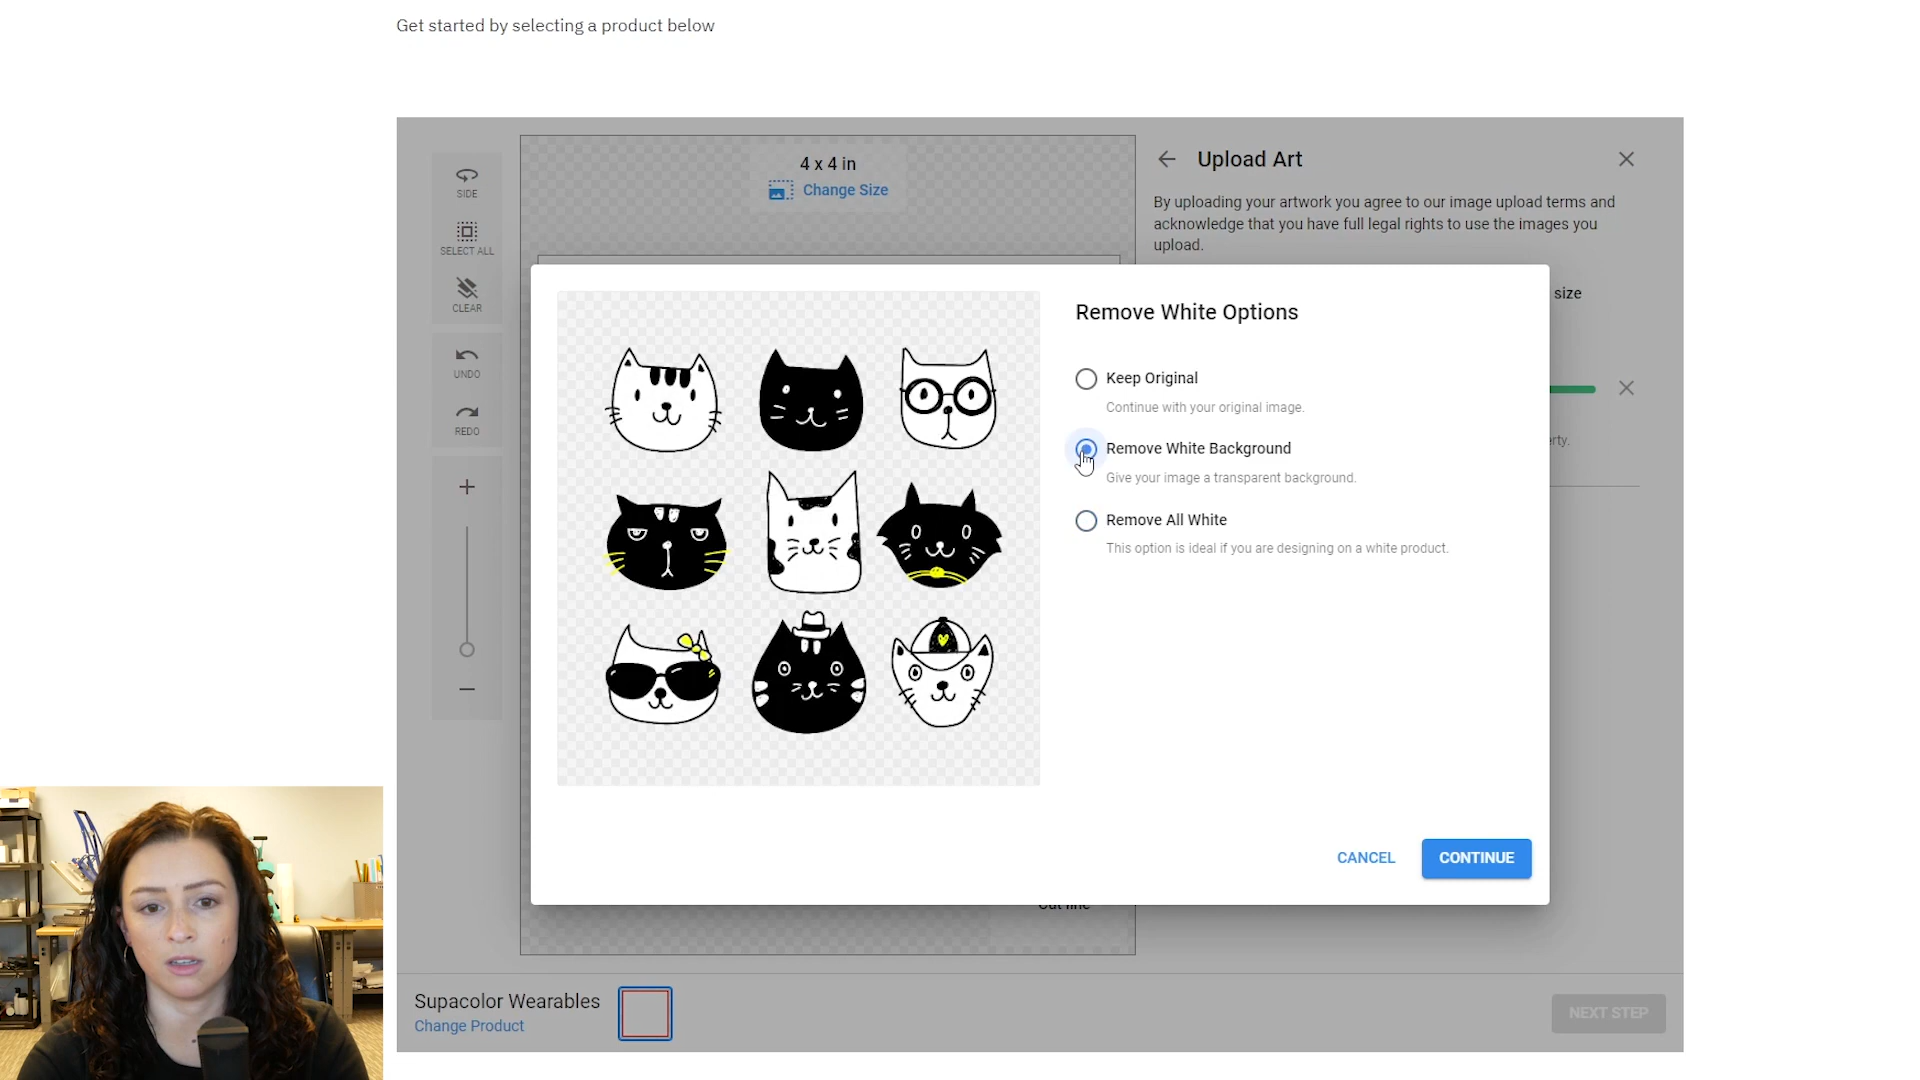 Get started by selecting a product below
SIDE
SELECT ALL
CLEAR
UNDO
REDO
4 x 4 in
Change Size
Upload Art
By uploading your artwork you agree to our image upload terms and
acknowledge that you have full legal rights to use the images you
upload.
size
erty.
Remove White Options
Keep Original
Continue with your original image.
Remove White Background
Give your image a transparent background.
Remove All White
This option is ideal if you are designing on a white product.
CANCEL
CONTINUE
Cut line
Supacolor Wearables
Change Product
NEXT STEP